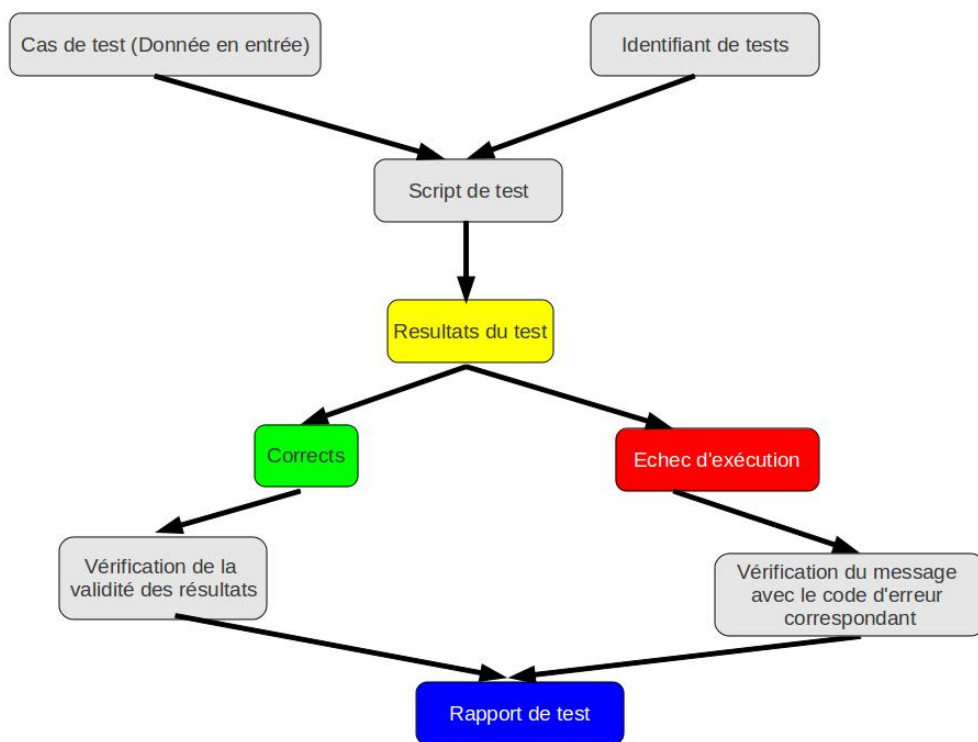 Cas de test (Donnée en entrée)
Identifiant de tests
Script de test
Resultats du test
Corrects
Echec d'exécution
Vérification de la
validité des résultats
Vérification du message
avec le code d'erreur
correspondant
Rapport de test